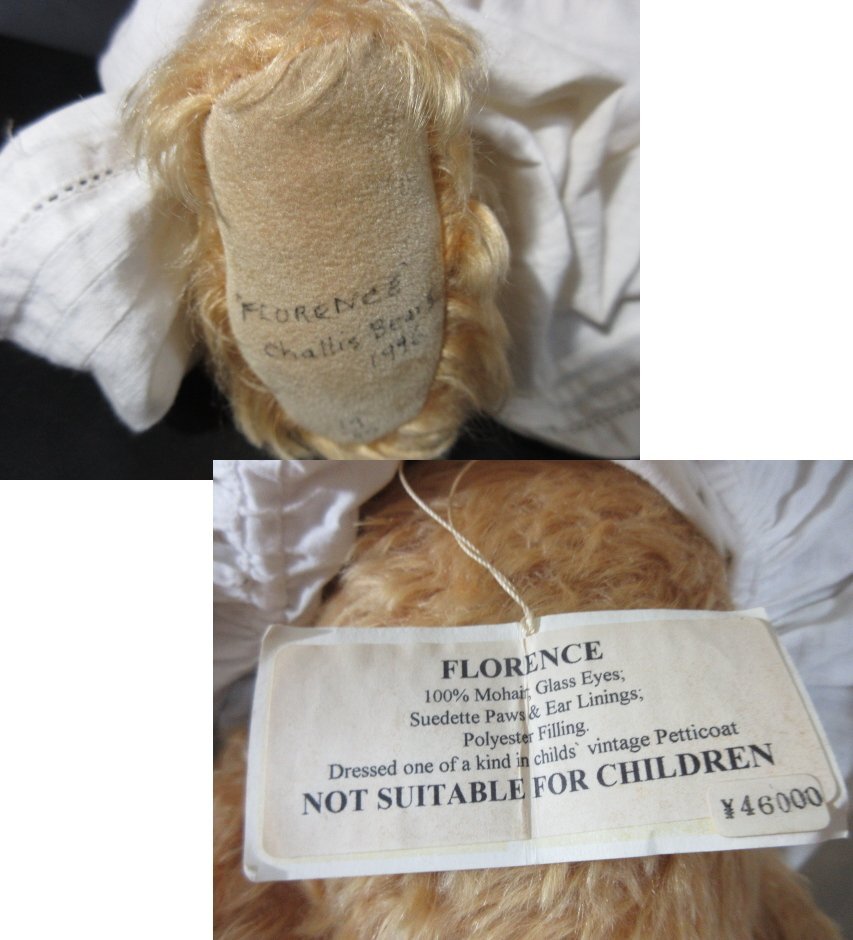 "FLORENCE"
Challis Bears
1996
FLORENCE
100% Mohair, Glass Eyes;
Suedette Paws & Ear Linings;
Polyester Filling.
Dressed one of a kind in childs` vintage Petticoat
NOT SUITABLE FOR CHILDREN
¥46000